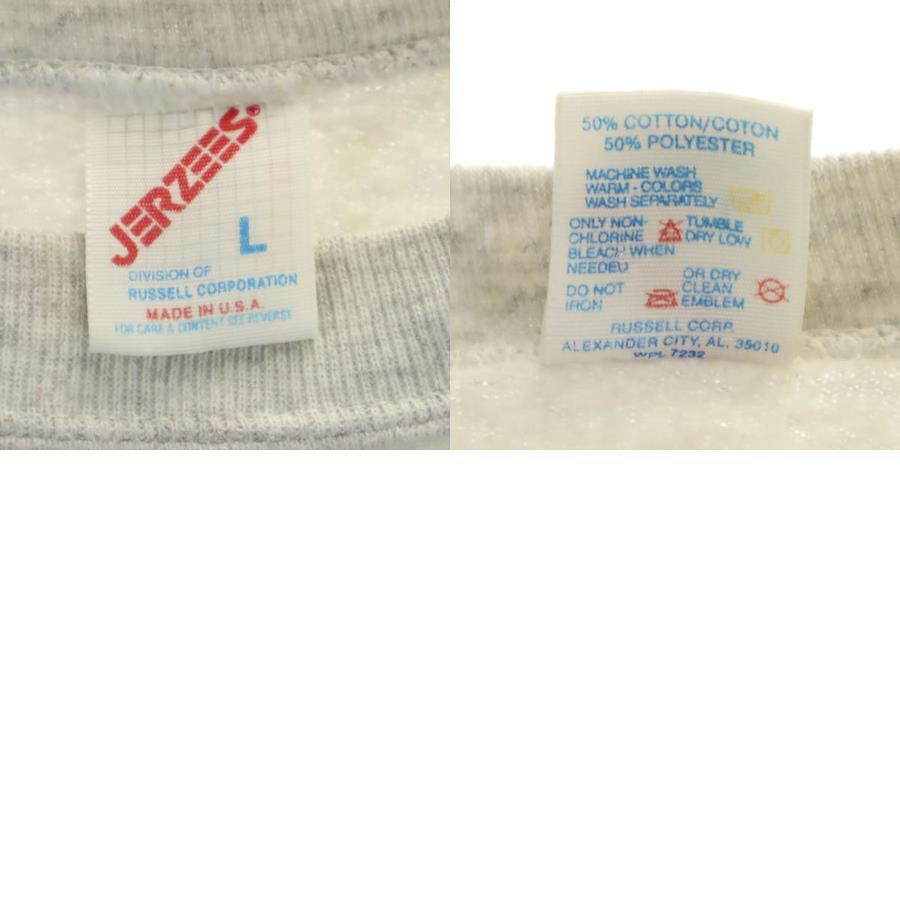 JERZEES®
L
DIVISION OF
RUSSELL CORPORATION
MADE IN U.S.A.
FOR CARE & CONTENT SEE REVERSE
50% COTTON/COTON
50% POLYESTER
MACHINE WASH
WARM - COLORS
WASH SEPARATELY
ONLY NON-
CHLORINE
BLEACH WHEN
NEEDED
TUMBLE
DRY LOW
DO NOT
IRON
OR DRY
CLEAN
EMBLEM
RUSSELL CORP.
ALEXANDER CITY, AL. 35010
WPL 7232